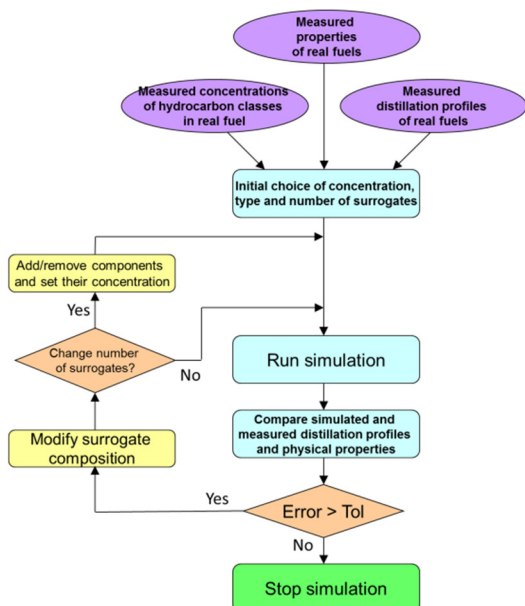 Measured
properties
of real fuels
Measured concentrations
of hydrocarbon classes
in real fuel
Measured
distillation profiles
of real fuels
Initial choice of concentration,
type and number of surrogates
Add/remove components
and set their concentration
Yes
Change number
of surrogates?
No
Run simulation
Compare simulated and
measured distillation profiles
and physical properties
Modify surrogate
composition
Yes
Error > Tol
No
Stop simulation